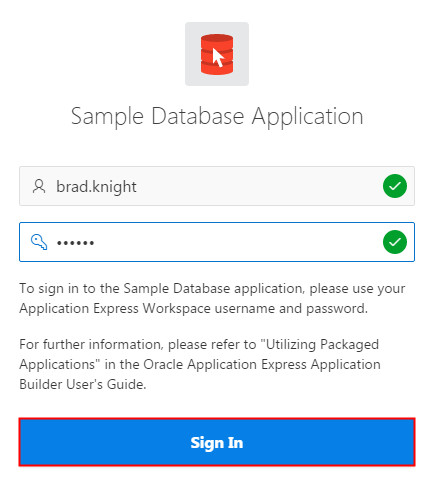 Sample Database Application
brad.knight
••••••
To sign in to the Sample Database application, please use your
Application Express Workspace username and password.
For further information, please refer to "Utilizing Packaged
Applications" in the Oracle Application Express Application
Builder User's Guide.
Sign In